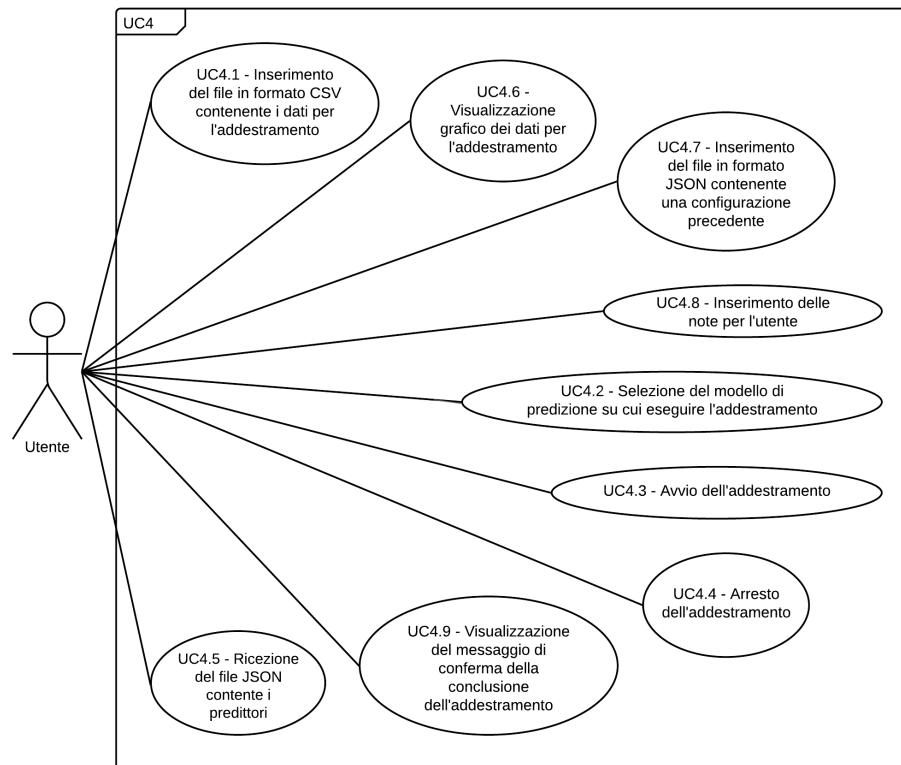 UC4
UC4.1 - Inserimento
del file in formato CSV
contenente i dati per
l'addestramento
UC4.6 -
Visualizzazione
grafico dei dati per
l'addestramento
UC4.7 - Inserimento
del file in formato
JSON contenente
una configurazione
precedente
UC4.8 - Inserimento delle
note per l'utente
UC4.2 - Selezione del modello di
predizione su cui eseguire l'addestramento
Utente
UC4.3 - Avvio dell'addestramento
UC4.4 - Arresto
dell'addestramento
UC4.9 - Visualizzazione
del messaggio di
conferma della
conclusione
dell'addestramento
UC4.5 - Ricezione
del file JSON
contente i
predittori